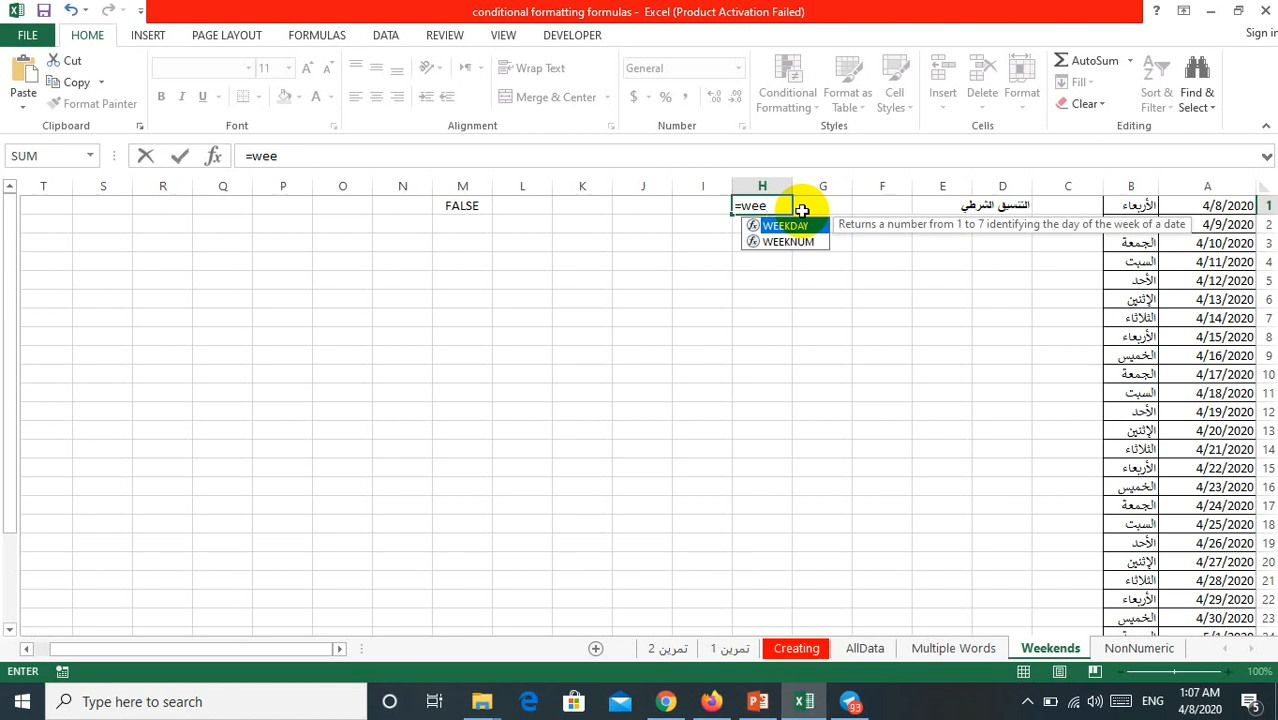 conditional formatting formulas - Excel (Product Activation Failed)
FILE HOME INSERT PAGE LAYOUT FORMULAS DATA REVIEW VIEW DEVELOPER Sign in
Paste Cut
Copy
Format Painter
Clipboard
11
B I U
Font
Wrap Text
Merge & Center
Alignment
General
$ %
Number
Conditional Formatting
Format as Table
Cell Styles
Styles
Insert Delete Format
Cells
AutoSum
Fill
Clear
Sort & Filter
Find & Select
Editing
SUM =wee
T S R Q P O N M L K J I H G F E D C B A
FALSE =wee التنسيق الشرطي الأربعاء 4/8/2020 1
WEEKDAY Returns a number from 1 to 7 identifying the day of the week of a date 4/9/2020 2
WEEKNUM الجمعة 4/10/2020 3
السبت 4/11/2020 4
الأحد 4/12/2020 5
الإثنين 4/13/2020 6
الثلاثاء 4/14/2020 7
الأربعاء 4/15/2020 8
الخميس 4/16/2020 9
الجمعة 4/17/2020 10
السبت 4/18/2020 11
الأحد 4/19/2020 12
الإثنين 4/20/2020 13
الثلاثاء 4/21/2020 14
الأربعاء 4/22/2020 15
الخميس 4/23/2020 16
الجمعة 4/24/2020 17
السبت 4/25/2020 18
الأحد 4/26/2020 19
الإثنين 4/27/2020 20
الثلاثاء 4/28/2020 21
الأربعاء 4/29/2020 22
الخميس 4/30/2020 23
تمرين 2 تمرين 1 Creating AllData Multiple Words Weekends NonNumeric
ENTER 100%
Type here to search
93
ENG
1:07 AM
4/8/2020
5